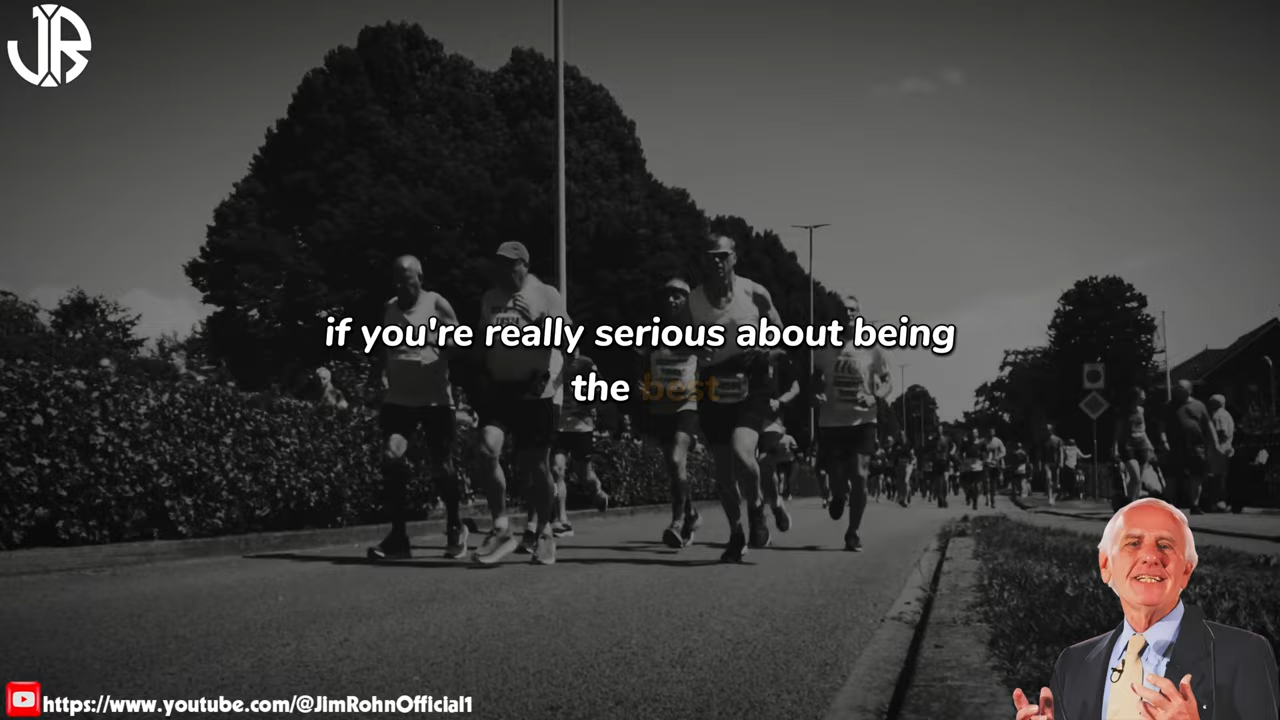 JR
if you're really serious about being
the best
https://www.youtube.com/@JimRohnOfficial1